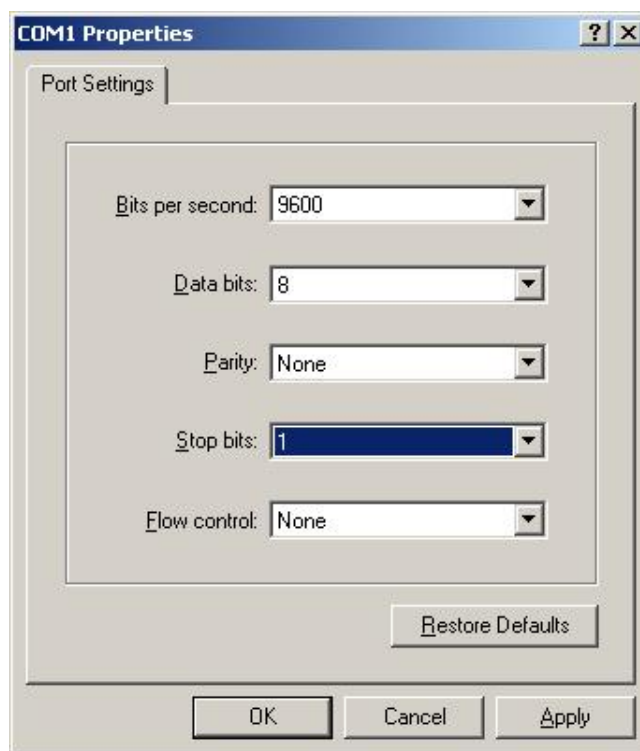 COM1 Properties
Port Settings
Bits per second: 9600
Data bits: 8
Parity: None
Stop bits: 1
Flow control: None
Restore Defaults
OK Cancel Apply